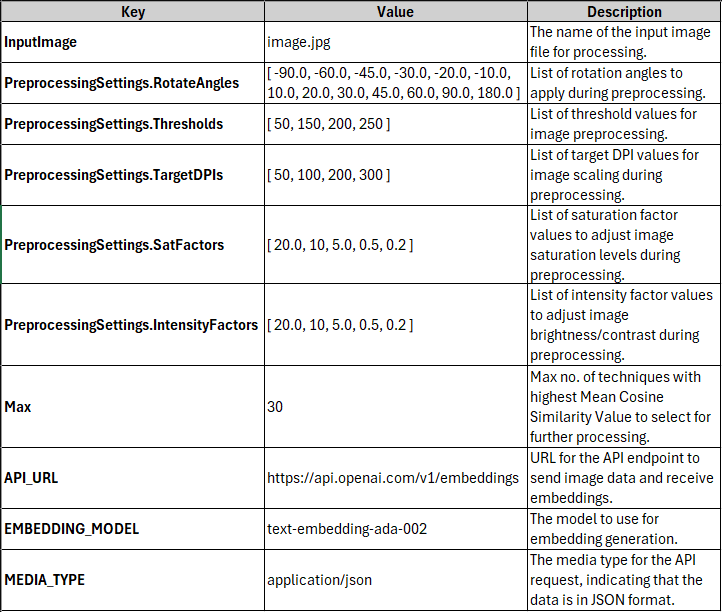 Key Value Description
InputImage image.jpg The name of the input image
file for processing.
PreprocessingSettings.RotateAngles [ -90.0, -60.0, -45.0, -30.0, -20.0, -10.0, List of rotation angles to
10.0, 20.0, 30.0, 45.0, 60.0, 90.0, 180.0 ] apply during preprocessing.
PreprocessingSettings.Thresholds [ 50, 150, 200, 250 ] List of threshold values for
image preprocessing.
PreprocessingSettings.TargetDPIs [ 50, 100, 200, 300 ] List of target DPI values for
image scaling during
preprocessing.
PreprocessingSettings.SatFactors [ 20.0, 10, 5.0, 0.5, 0.2 ] List of saturation factor
values to adjust image
saturation levels during
preprocessing.
PreprocessingSettings.IntensityFactors [ 20.0, 10, 5.0, 0.5, 0.2 ] List of intensity factor values
to adjust image
brightness/contrast during
preprocessing.
Max 30 Max no. of techniques with
highest Mean Cosine
Similarity Value to select for
further processing.
API_URL https://api.openai.com/v1/embeddings URL for the API endpoint to
send image data and receive
embeddings.
EMBEDDING_MODEL text-embedding-ada-002 The model to use for
embedding generation.
MEDIA_TYPE application/json The media type for the API
request, indicating that the
data is in JSON format.